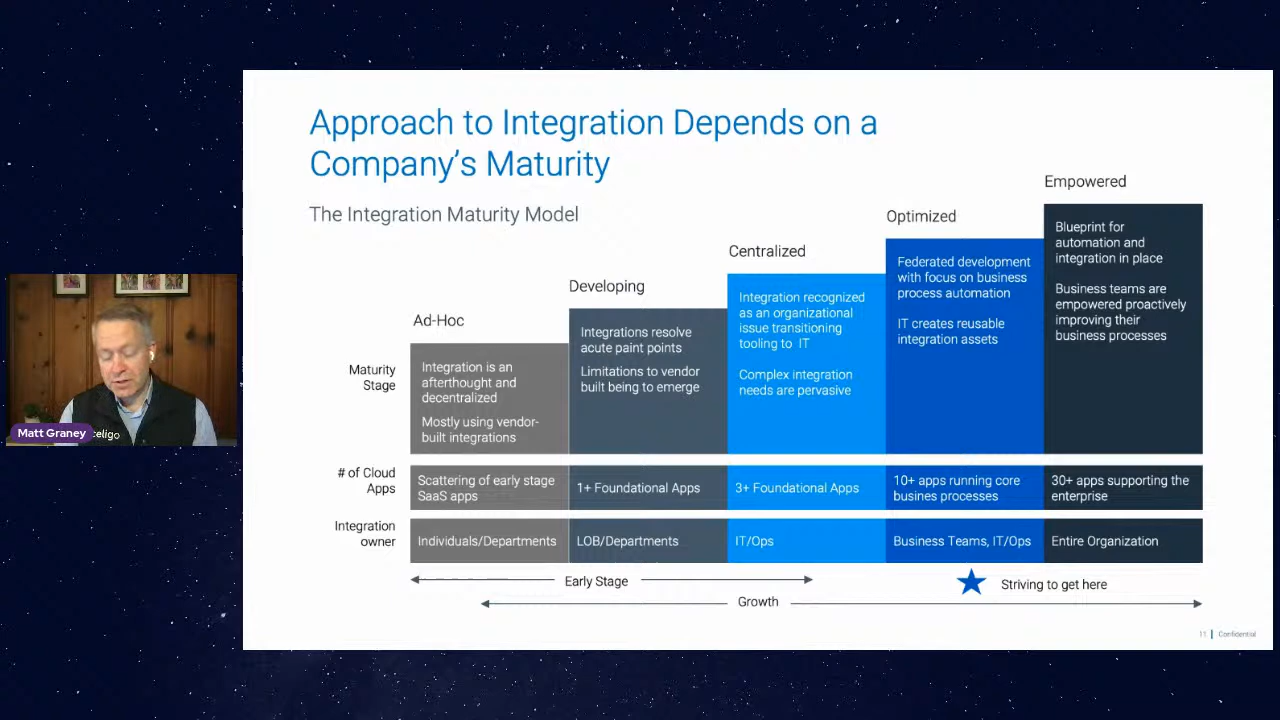 Approach to Integration Depends on a
Company's Maturity
The Integration Maturity Model
Ad-Hoc
Developing
Centralized
Optimized
Empowered
Maturity
Stage
Integration is an
afterthought and
decentralized
Mostly using vendor-
built integrations
Integrations resolve
acute paint points
Limitations to vendor
built being to emerge
Integration recognized
as an organizational
issue transitioning
tooling to IT
Complex integration
needs are pervasive
Federated development
with focus on business
process automation
IT creates reusable
integration assets
Blueprint for
automation and
integration in place
Business teams are
empowered proactively
improving their
business processes
# of Cloud
Apps
Scattering of early stage
SaaS apps
1+ Foundational Apps
3+ Foundational Apps
10+ apps running core
busines processes
30+ apps supporting the
enterprise
Integration
owner
Individuals/Departments
LOB/Departments
IT/Ops
Business Teams, IT/Ops
Entire Organization
Early Stage
Striving to get here
Growth
11 | Confidential
Matt Graney
celigo